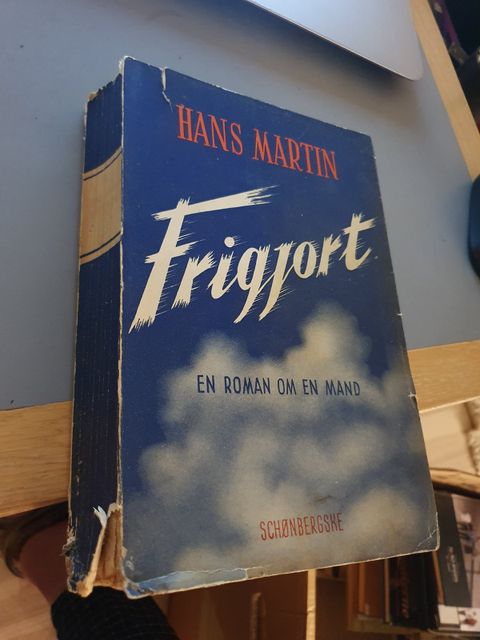 HANS MARTIN
Frigjort
EN ROMAN OM EN MAND
SCHØNBERGSKE